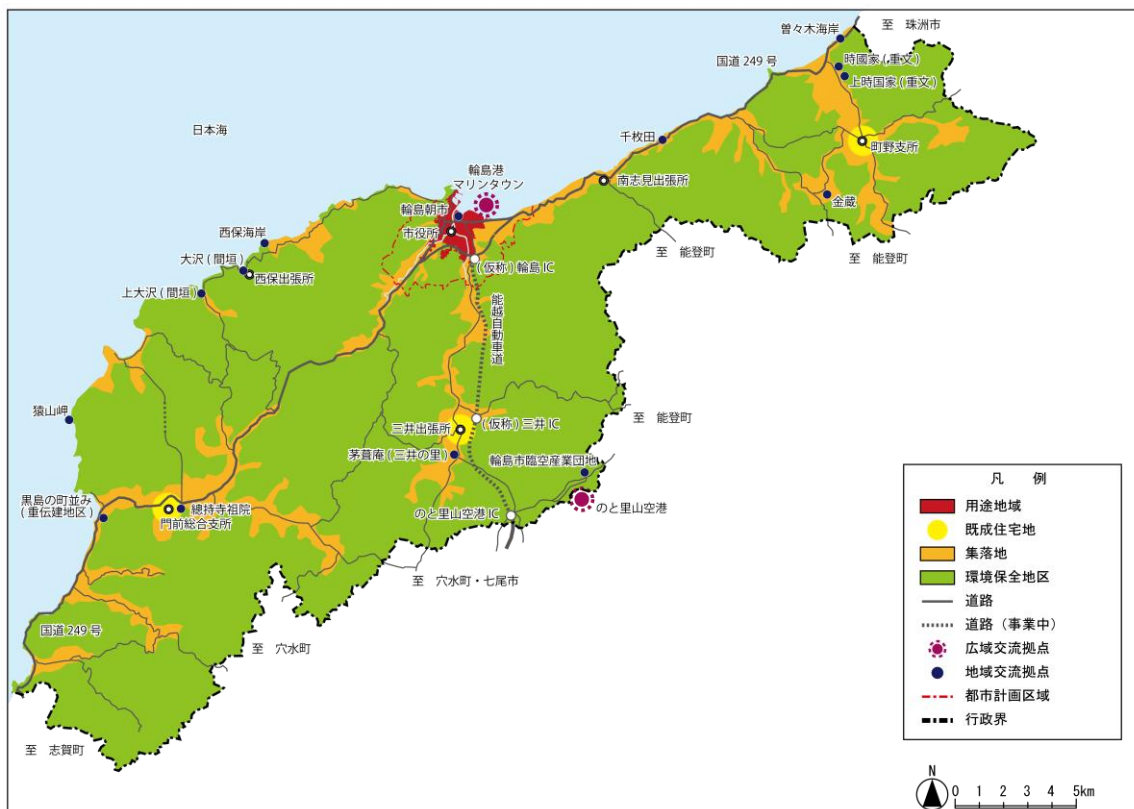 曽々木海岸
至　珠洲市
国道 249 号
時國家 (重文)
上時国家 (重文)
日本海
千枚田
町野支所
輪島港
マリンタウン
南志見出張所
輪島朝市
金蔵
市役所
西保海岸
至　能登町
至　能登町
大沢 (間垣)
(仮称) 輪島 IC
西保出張所
上大沢 (間垣)
能越自動車道
猿山岬
至　能登町
(仮称) 三井 IC
三井出張所
茅葺庵 (三井の里)
輪島市臨空産業団地
黒島の町並み
(重伝建地区)
總持寺祖院
門前総合支所
のと里山空港 IC
のと里山空港
至　穴水町・七尾市
国道 249 号
至　穴水町
至　志賀町
凡　例
用途地域
既成住宅地
集落地
環境保全地区
道路
道路（事業中）
広域交流拠点
地域交流拠点
都市計画区域
行政界
N
0 1 2 3 4 5km